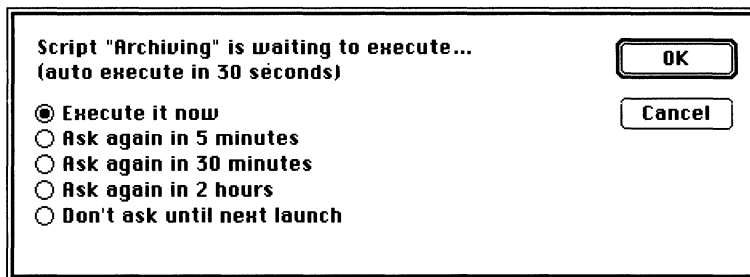 Script "Archiving" is waiting to execute...
(auto execute in 30 seconds)
OK
Execute it now
Cancel
Ask again in 5 minutes
Ask again in 30 minutes
Ask again in 2 hours
Don't ask until next launch